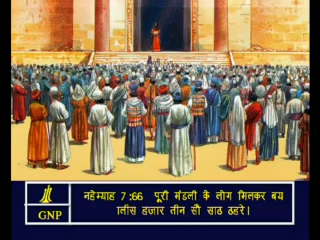 नहेम्याह 7:66 पूरी मंडली के लोग मिलकर बय
ालीस हजार तीन सौ साठ ठहरे।
GNP